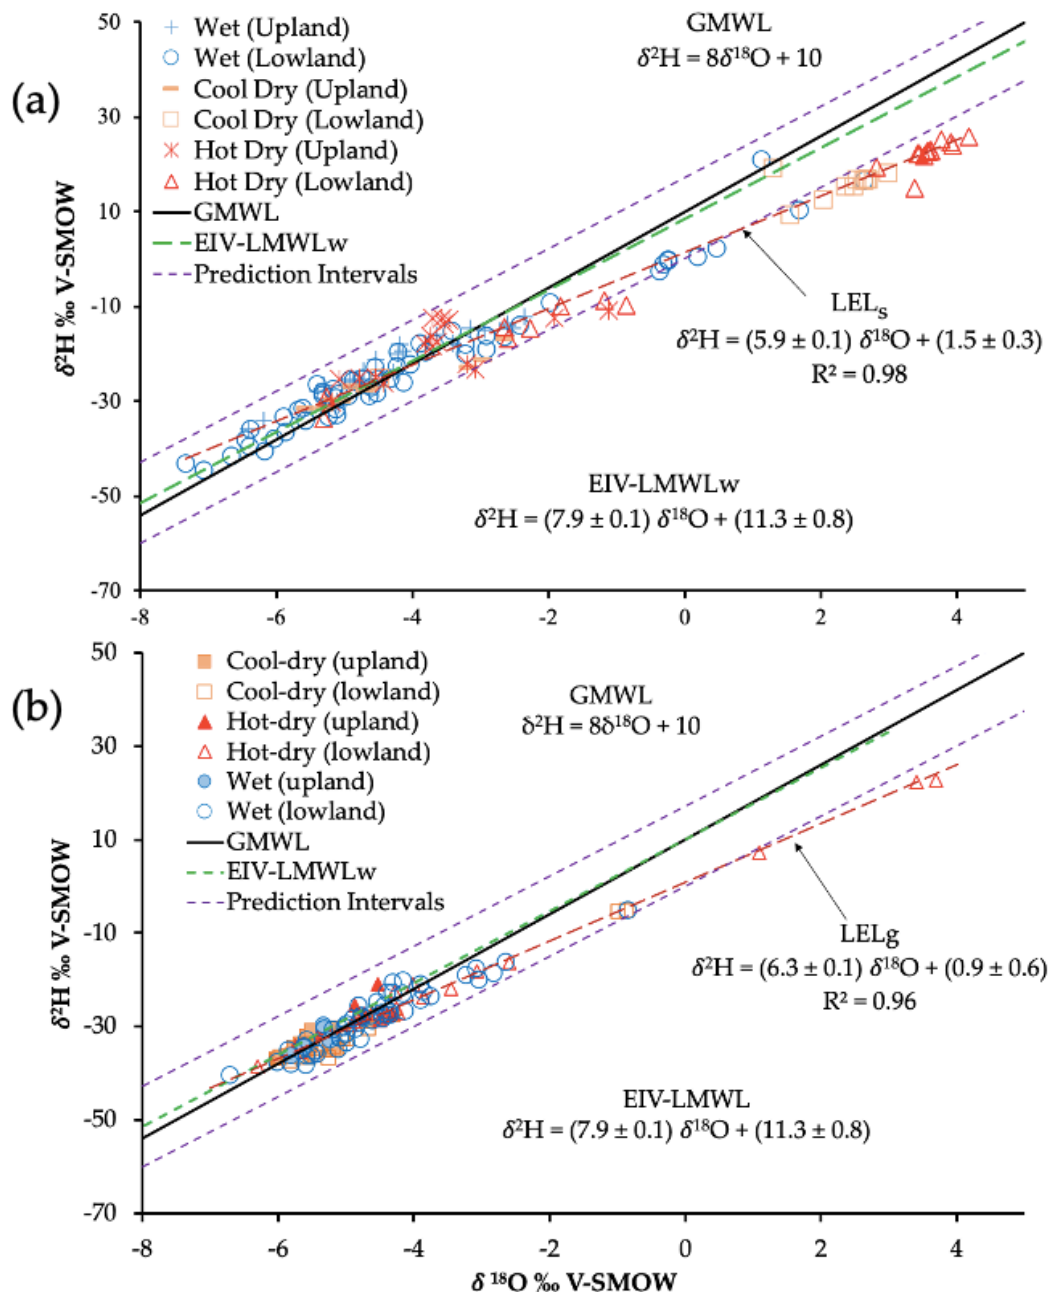 (a)
50
30
10
-10
-30
-50
-70
δ²H ‰ V-SMOW
Wet (Upland)
Wet (Lowland)
Cool Dry (Upland)
Cool Dry (Lowland)
Hot Dry (Upland)
Hot Dry (Lowland)
GMWL
EIV-LMWLw
Prediction Intervals
GMWL
δ²H = 8δ¹⁸O + 10
LELₛ
δ²H = (5.9 ± 0.1) δ¹⁸O + (1.5 ± 0.3)
R² = 0.98
EIV-LMWLw
δ²H = (7.9 ± 0.1) δ¹⁸O + (11.3 ± 0.8)
-8 -6 -4 -2 0 2 4
(b)
50
30
10
-10
-30
-50
-70
δ²H ‰ V-SMOW
Cool-dry (upland)
Cool-dry (lowland)
Hot-dry (upland)
Hot-dry (lowland)
Wet (upland)
Wet (lowland)
GMWL
EIV-LMWLw
Prediction Intervals
GMWL
δ²H = 8δ¹⁸O + 10
LELg
δ²H = (6.3 ± 0.1) δ¹⁸O + (0.9 ± 0.6)
R² = 0.96
EIV-LMWL
δ²H = (7.9 ± 0.1) δ¹⁸O + (11.3 ± 0.8)
-8 -6 -4 -2 0 2 4
δ ¹⁸O ‰ V-SMOW